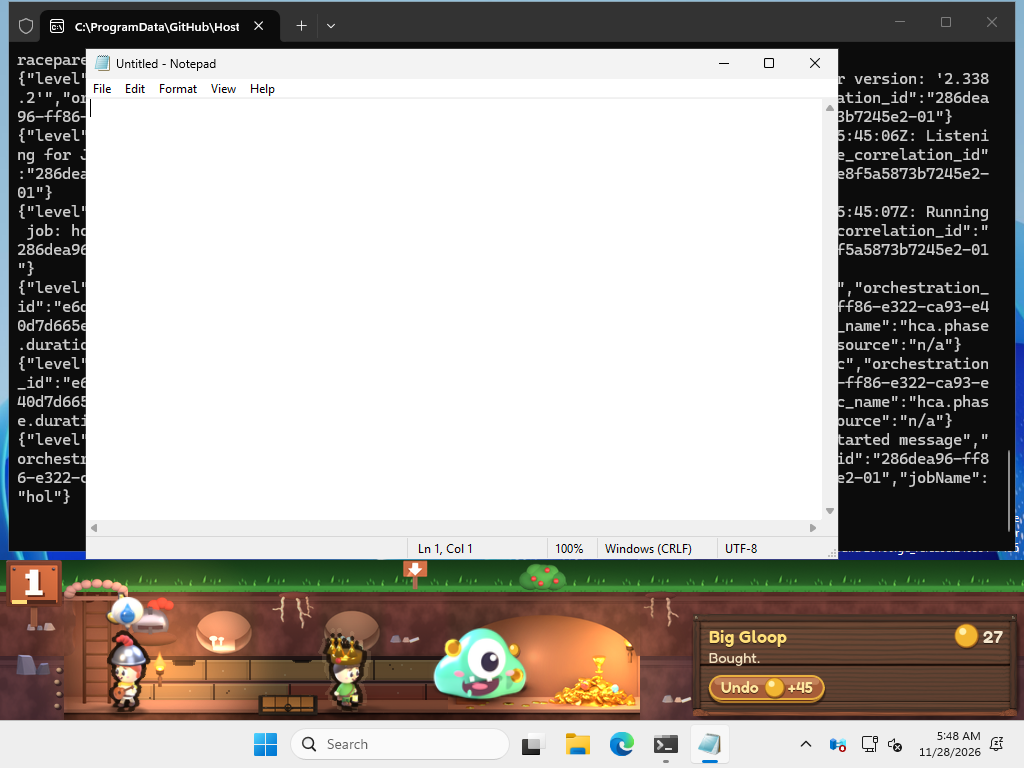 C:\ProgramData\GitHub\Host
racepare
Untitled - Notepad
File Edit Format View Help
{"level" r version: '2.338
.2'","or ation_id":"286dea
96-ff86- 3b7245e2-01"}
{"level" 5:45:06Z: Listeni
ng for J e_correlation_id"
:"286dea e8f5a5873b7245e2-
01"}
{"level" 5:45:07Z: Running
job: ho correlation_id":"
286dea96 f5a5873b7245e2-01
"}
{"level" ","orchestration_
id":"e6d ff86-e322-ca93-e4
0d7d665e _name":"hca.phase
.duratio source":"n/a"}
{"level" c","orchestration
_id":"e6 -ff86-e322-ca93-e
40d7d665 c_name":"hca.phas
e.durati ource":"n/a"}
{"level" tarted message","
orchestr id":"286dea96-ff8
6-e322-c e2-01","jobName":
"hol"}
Ln 1, Col 1 100% Windows (CRLF) UTF-8
1
Big Gloop 27
Bought.
Undo +45
Search
5:48 AM
11/28/2026